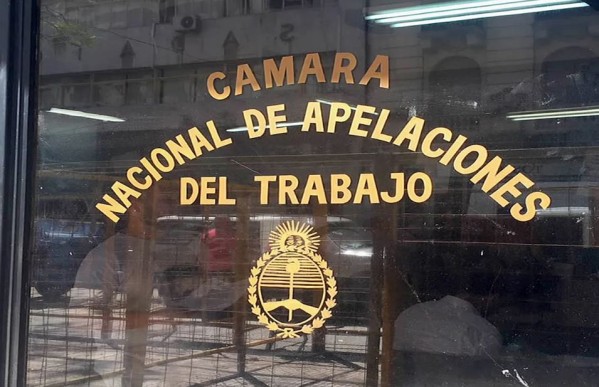 CAMARA
NACIONAL DE APELACIONES
DEL TRABAJO